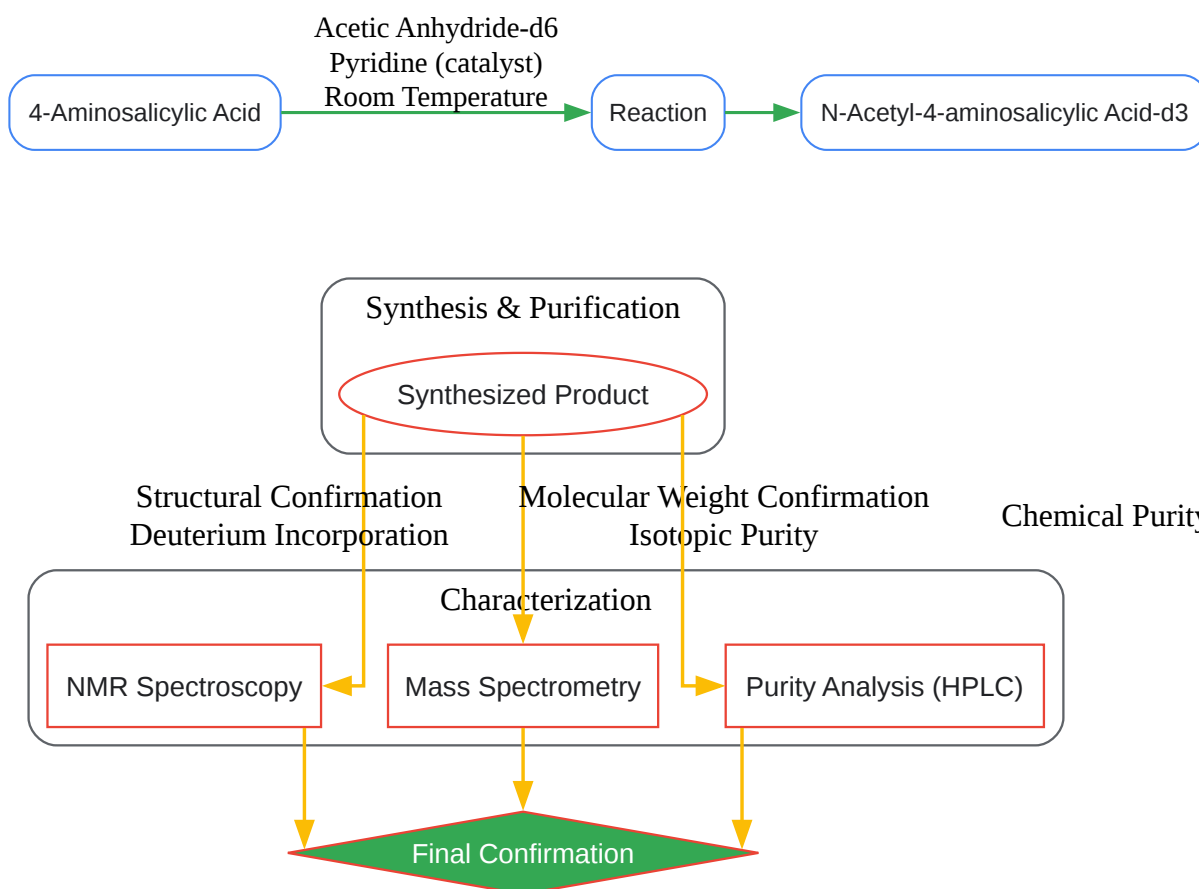 Acetic Anhydride-d6
Pyridine (catalyst)
Room Temperature
4-Aminosalicylic Acid
Reaction
N-Acetyl-4-aminosalicylic Acid-d3
Synthesis & Purification
Synthesized Product
Structural Confirmation
Deuterium Incorporation
Molecular Weight Confirmation
Isotopic Purity
Chemical Purity
Characterization
NMR Spectroscopy
Mass Spectrometry
Purity Analysis (HPLC)
Final Confirmation